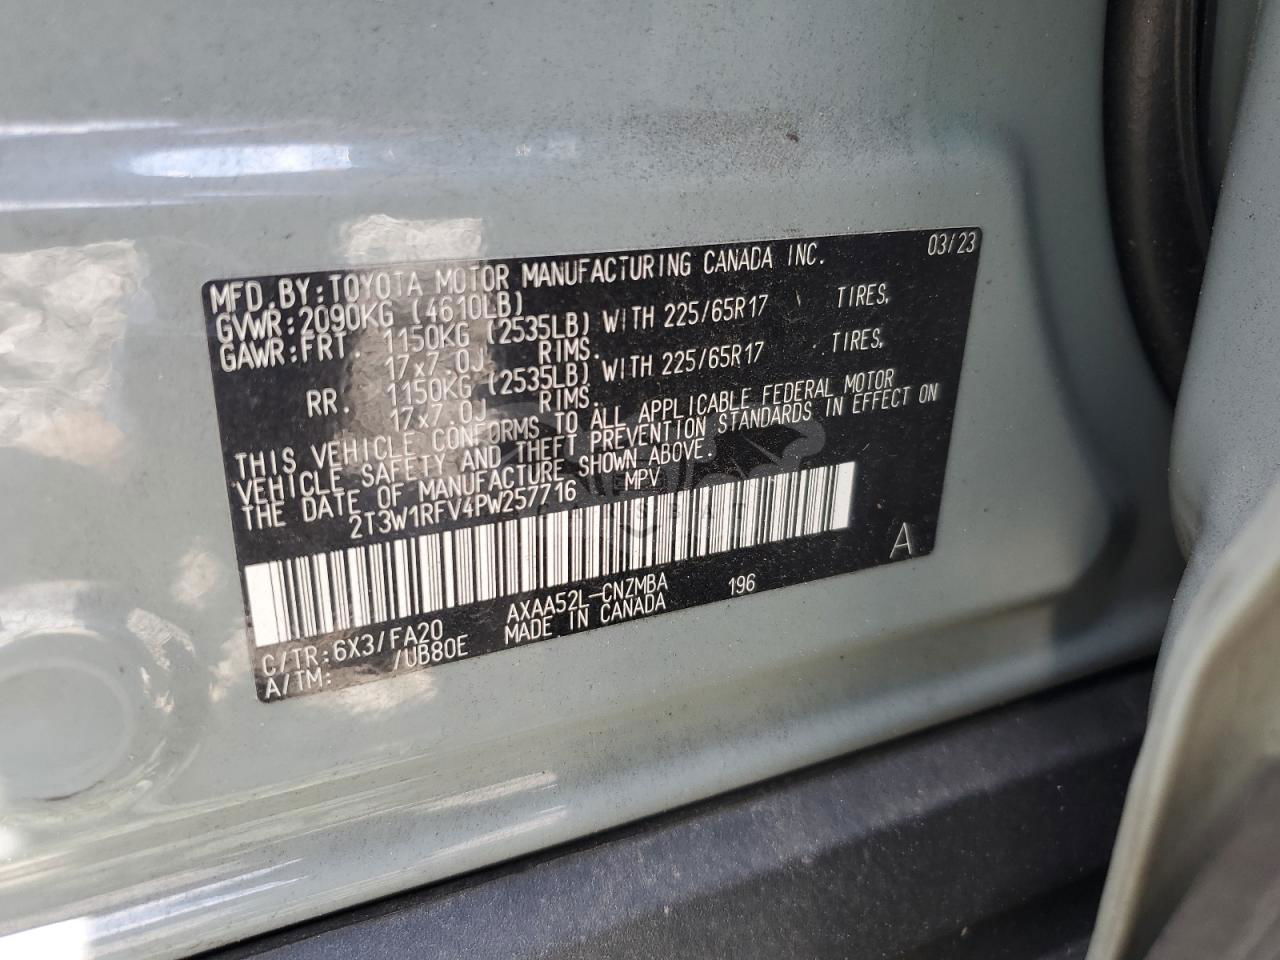 MFD.BY:TOYOTA MOTOR MANUFACTURING CANADA INC. 03/23
GVWR:2090KG (4610LB)
GAWR:FRT. 1150KG (2535LB) WITH 225/65R17 TIRES,
17x7.0J RIMS.
RR. 1150KG (2535LB) WITH 225/65R17 TIRES,
17x7.0J RIMS.
THIS VEHICLE CONFORMS TO ALL APPLICABLE FEDERAL MOTOR
VEHICLE SAFETY AND THEFT PREVENTION STANDARDS IN EFFECT ON
THE DATE OF MANUFACTURE SHOWN ABOVE.
2T3W1RFV4PW257716 MPV
A
C/TR:6X3/FA20 AXAA52L-CNZMBA 196
A/TM: /UB80E MADE IN CANADA